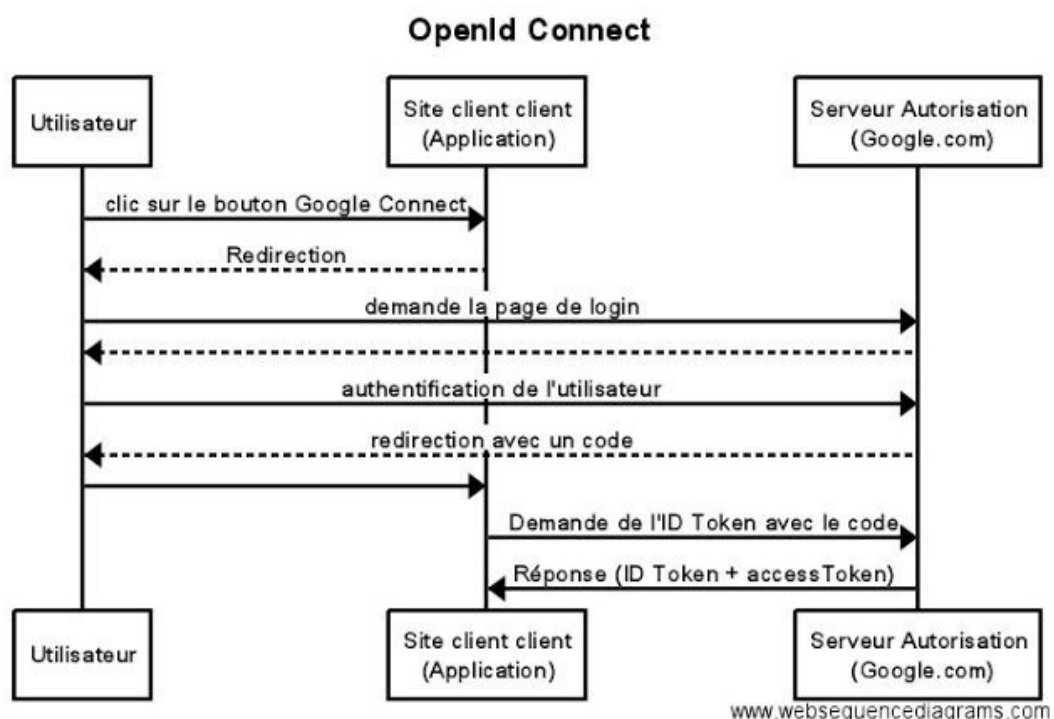 OpenId Connect
Utilisateur
Site client client
(Application)
Serveur Autorisation
(Google.com)
clic sur le bouton Google Connect
Redirection
demande la page de login
authentification de l'utilisateur
redirection avec un code
Demande de l'ID Token avec le code
Réponse (ID Token + accessToken)
Utilisateur
Site client client
(Application)
Serveur Autorisation
(Google.com)
www.websequencediagrams.com